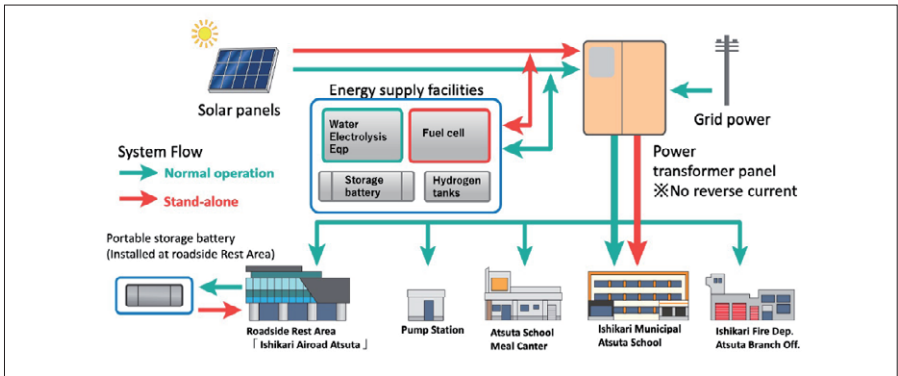 Solar panels
Energy supply facilities
Water
Electrolysis
Eqp
Fuel cell
Storage
battery
Hydrogen
tanks
Grid power
Power
transformer panel
※No reverse current
System Flow
Normal operation
Stand-alone
Portable storage battery
(Installed at roadside Rest Area)
Roadside Rest Area
「 Ishikari Airoad Atsuta 」
Pump Station
Atsuta School
Meal Canter
Ishikari Municipal
Atsuta School
Ishikari Fire Dep.
Atsuta Branch Off.